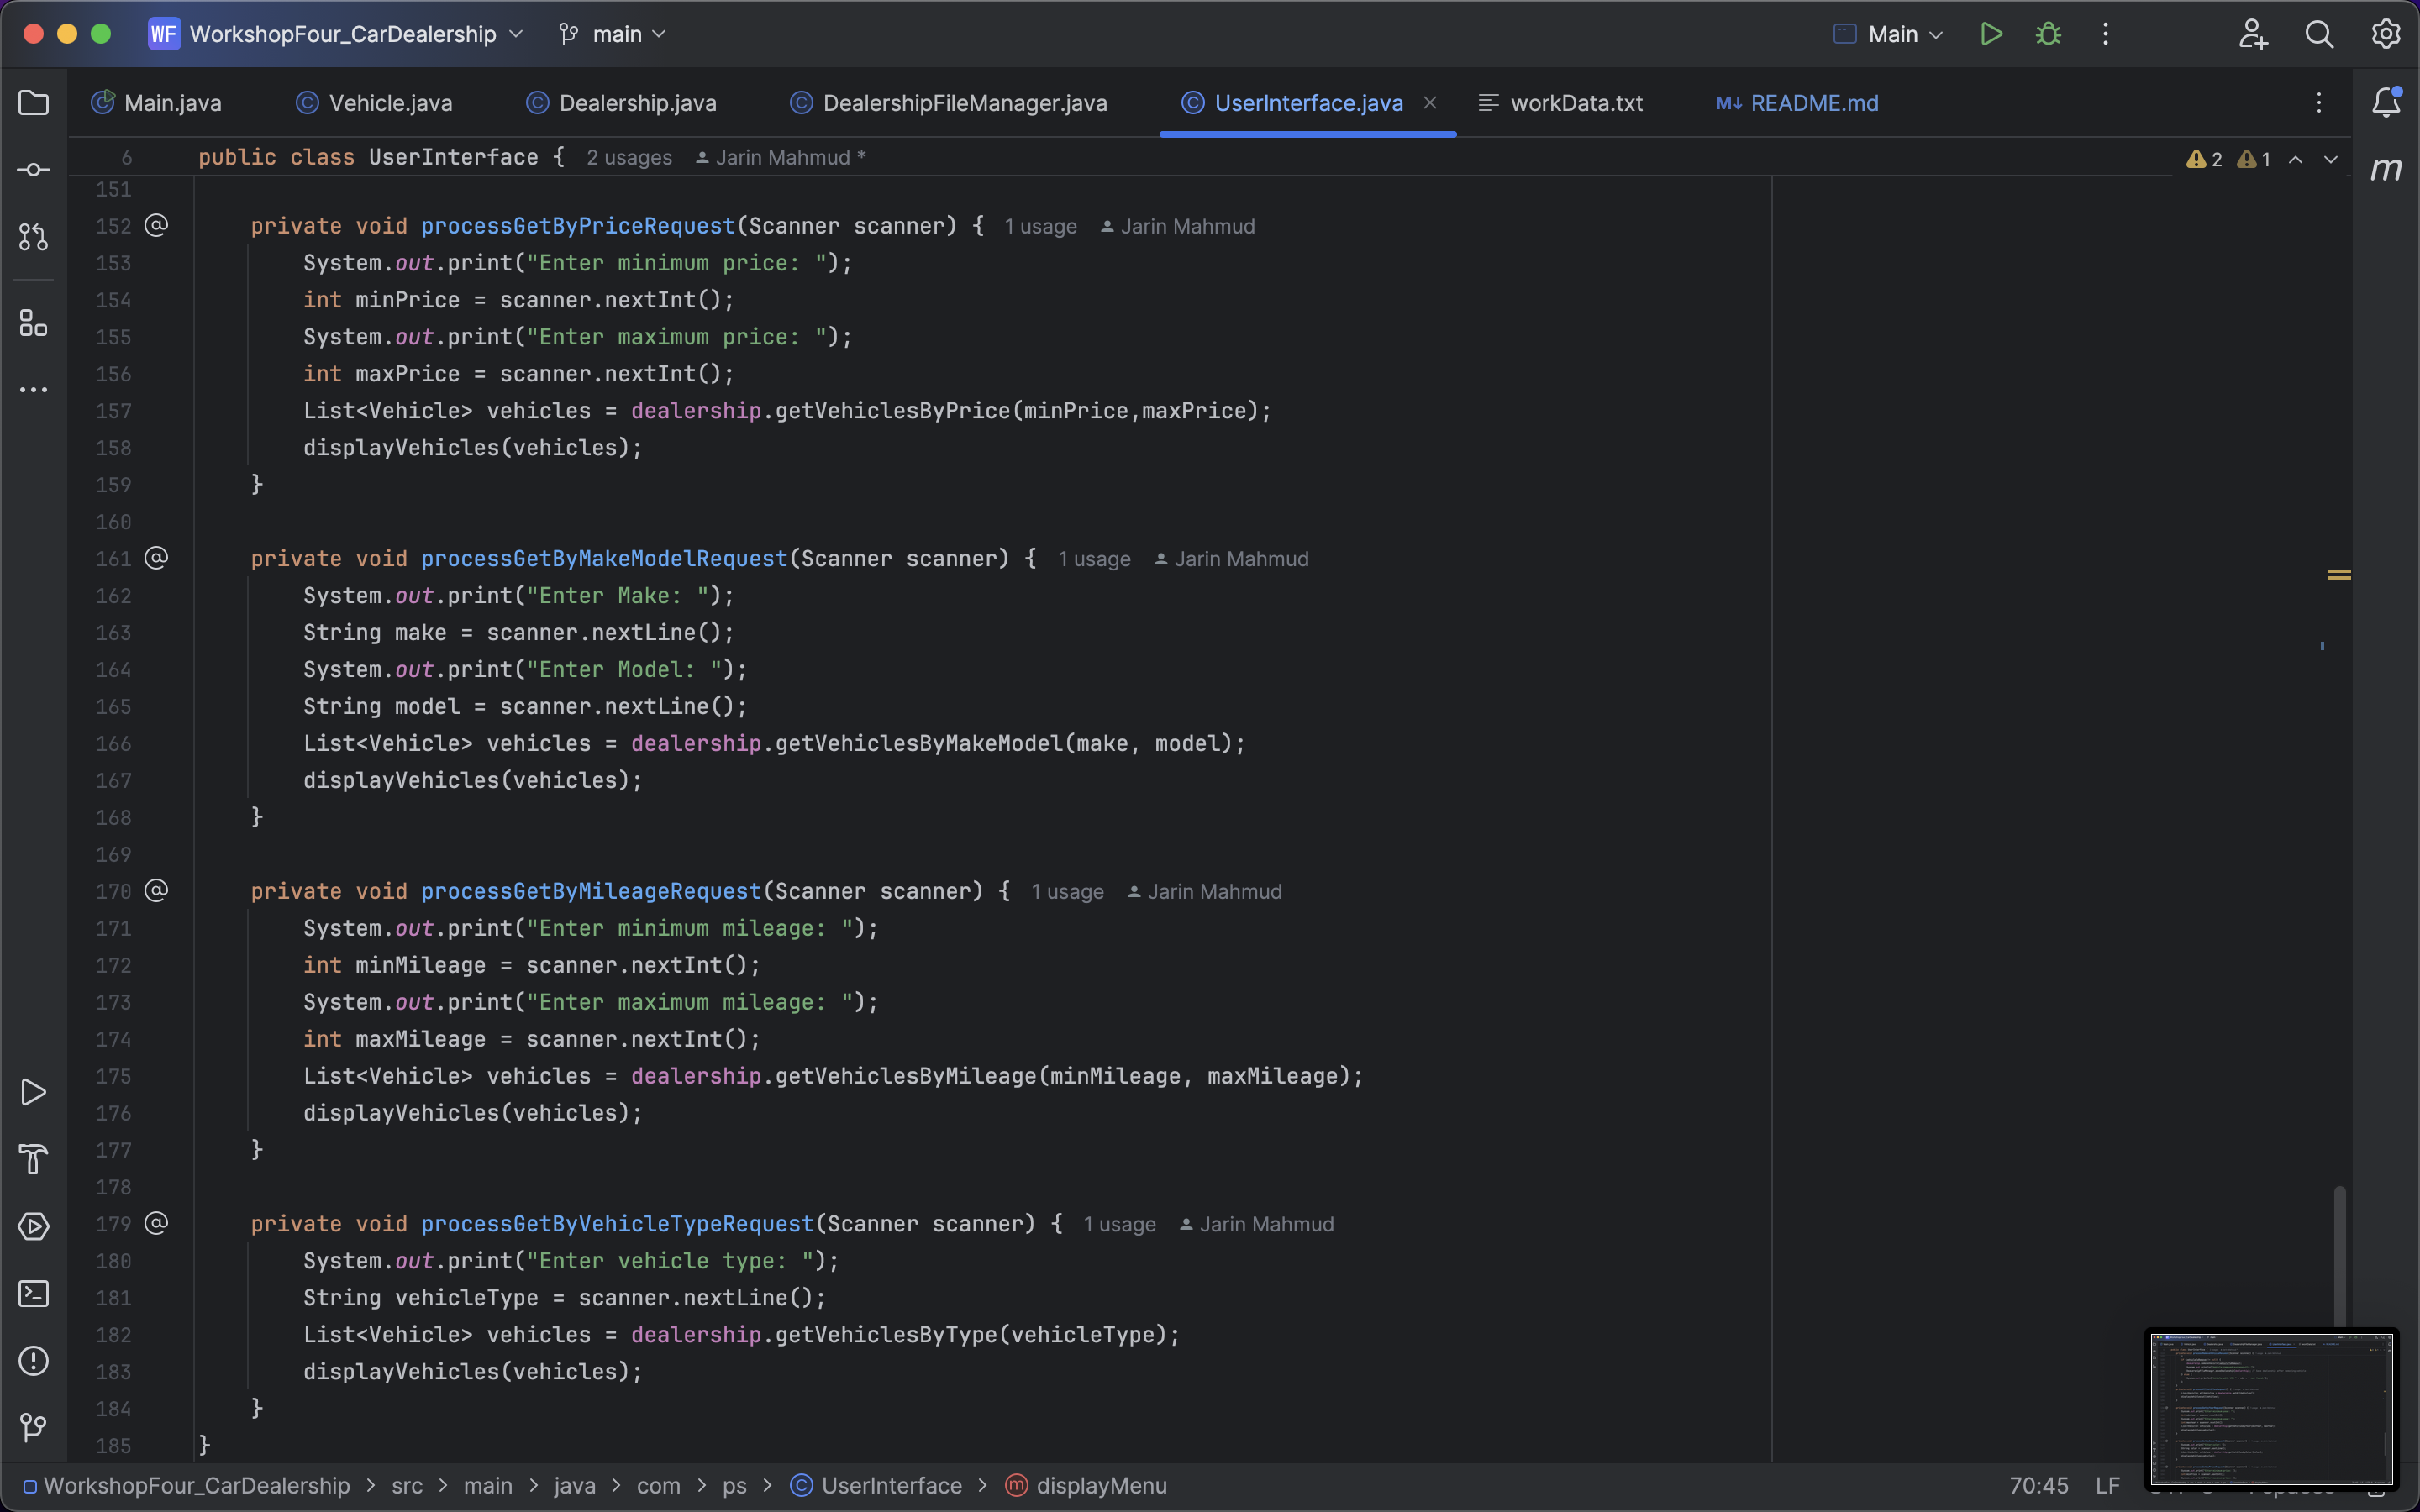 WF WorkshopFour_CarDealership main Main
Main.java Vehicle.java Dealership.java DealershipFileManager.java UserInterface.java workData.txt M↓ README.md
6 public class UserInterface { 2 usages Jarin Mahmud * 2 1
151
152 @ private void processGetByPriceRequest(Scanner scanner) { 1 usage Jarin Mahmud
153 System.out.print("Enter minimum price: ");
154 int minPrice = scanner.nextInt();
155 System.out.print("Enter maximum price: ");
156 int maxPrice = scanner.nextInt();
157 List<Vehicle> vehicles = dealership.getVehiclesByPrice(minPrice,maxPrice);
158 displayVehicles(vehicles);
159 }
160
161 @ private void processGetByMakeModelRequest(Scanner scanner) { 1 usage Jarin Mahmud
162 System.out.print("Enter Make: ");
163 String make = scanner.nextLine();
164 System.out.print("Enter Model: ");
165 String model = scanner.nextLine();
166 List<Vehicle> vehicles = dealership.getVehiclesByMakeModel(make, model);
167 displayVehicles(vehicles);
168 }
169
170 @ private void processGetByMileageRequest(Scanner scanner) { 1 usage Jarin Mahmud
171 System.out.print("Enter minimum mileage: ");
172 int minMileage = scanner.nextInt();
173 System.out.print("Enter maximum mileage: ");
174 int maxMileage = scanner.nextInt();
175 List<Vehicle> vehicles = dealership.getVehiclesByMileage(minMileage, maxMileage);
176 displayVehicles(vehicles);
177 }
178
179 @ private void processGetByVehicleTypeRequest(Scanner scanner) { 1 usage Jarin Mahmud
180 System.out.print("Enter vehicle type: ");
181 String vehicleType = scanner.nextLine();
182 List<Vehicle> vehicles = dealership.getVehiclesByType(vehicleType);
183 displayVehicles(vehicles);
184 }
185 }
WorkshopFour_CarDealership > src > main > java > com > ps > UserInterface > displayMenu 70:45 LF